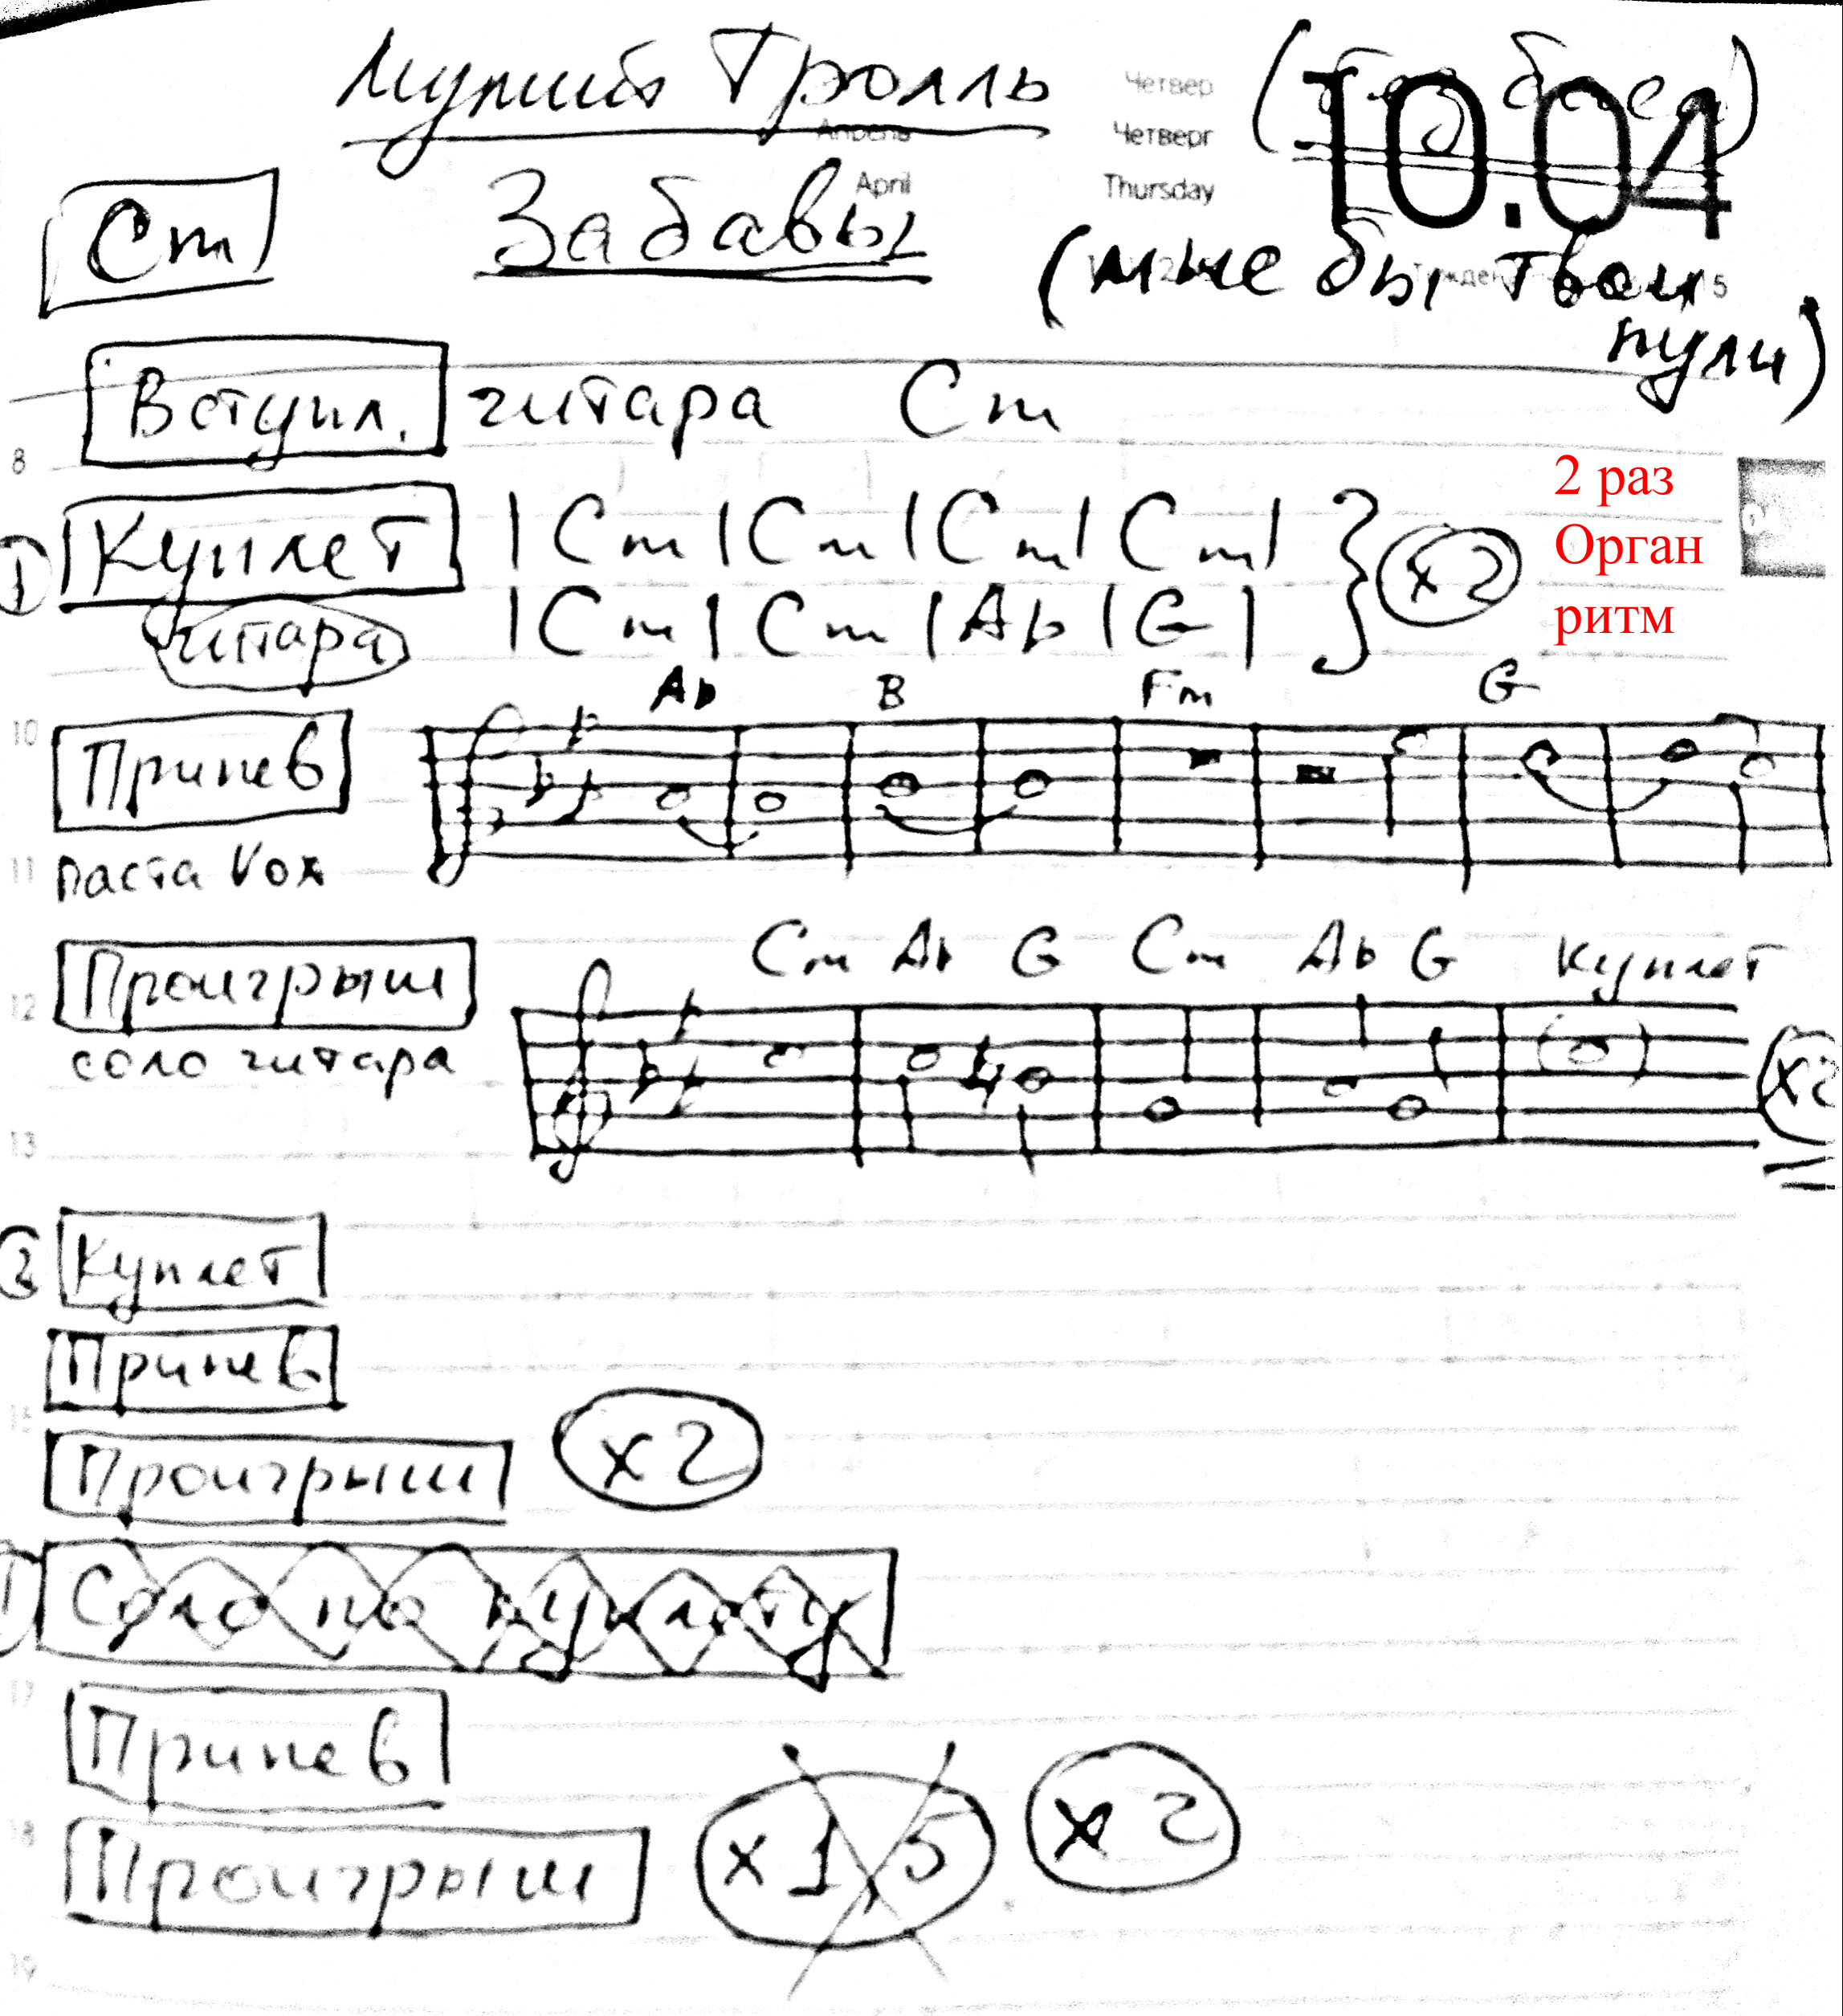 Мумий Тролль
Четвер
(без баса)
Апрель
Четверг
10.04
April
Thursday
Cm
Забавы
(мне бы твои
пули)
Вступл. гитара Cm
8
1 Куплет | Cm | Cm | Cm | Cm | } x2
гитара | Cm | Cm | Ab | G |
2 раз
Орган
ритм
Ab B Fm G
10
Припев
11
паста Vox
Cm Ab G Cm Ab G куплет
12
Проигрыш
соло гитара
x2
13
2 Куплет
Припев
Проигрыш x2
Соло по куплету
17
Припев
18
Проигрыш x1,5 x2
19